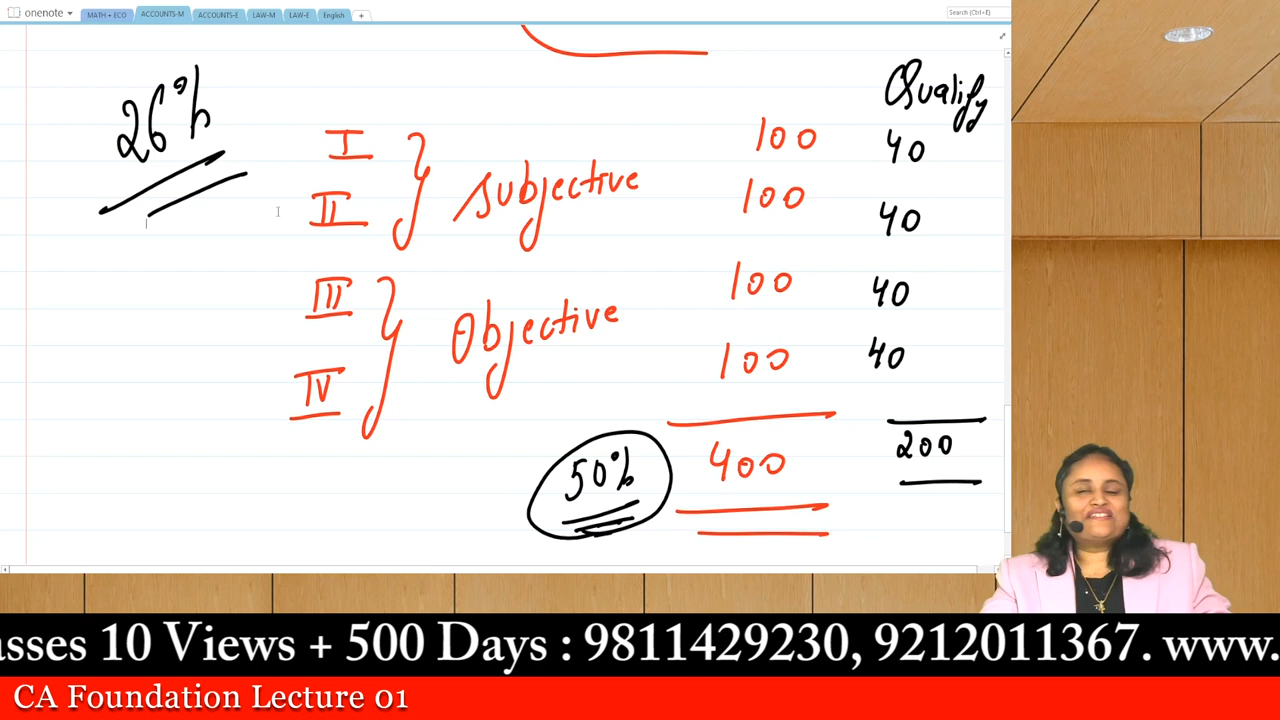 onenote
MATH + ECO
ACCOUNTS-M
ACCOUNTS-E
LAW-M
LAW-E
English
+
Search (Ctrl+E)
26%
Qualify
I
II
Subjective
100
40
100
40
III
IV
Objective
100
40
100
40
50%
400
200
asses 10 Views + 500 Days : 9811429230, 9212011367. www.
CA Foundation Lecture 01